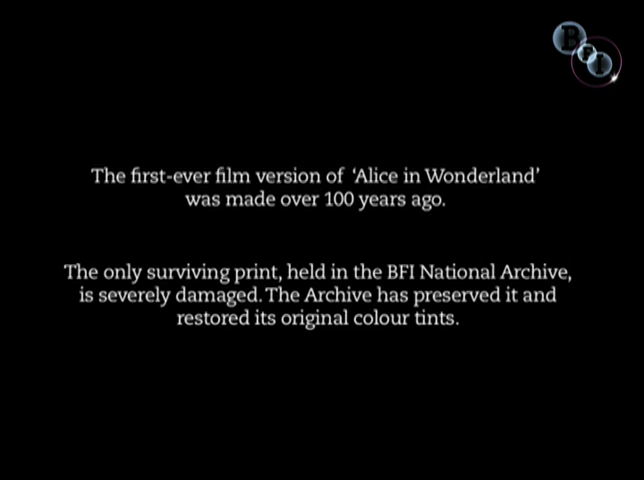 BFI
The first-ever film version of ‘Alice in Wonderland’
was made over 100 years ago.
The only surviving print, held in the BFI National Archive,
is severely damaged. The Archive has preserved it and
restored its original colour tints.